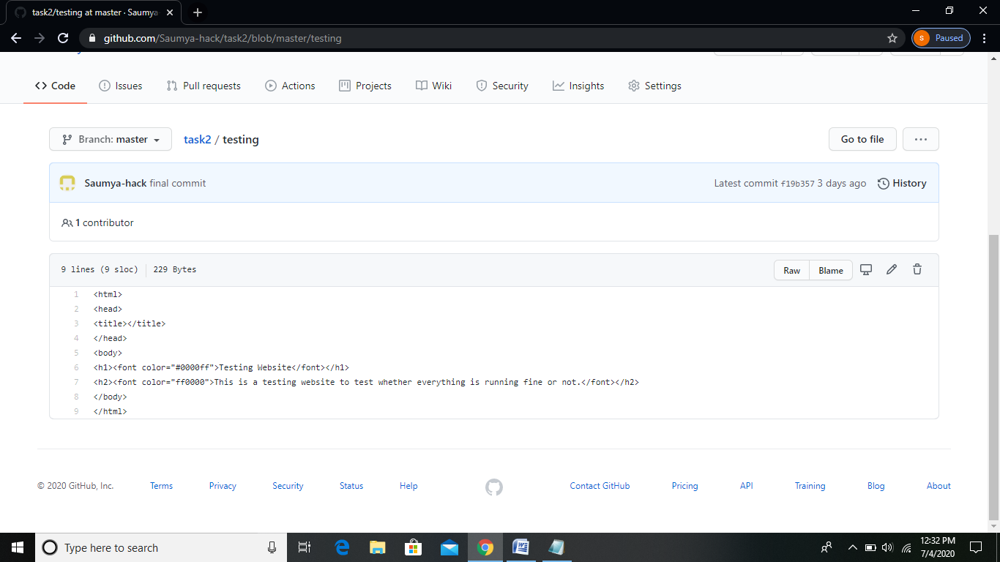 task2/testing at master · Saumya
github.com/Saumya-hack/task2/blob/master/testing
S Paused
Code Issues Pull requests Actions Projects Wiki Security Insights Settings
Branch: master task2 / testing Go to file
Saumya-hack final commit Latest commit f19b357 3 days ago History
1 contributor
9 lines (9 sloc) 229 Bytes Raw Blame
1 <html>
2 <head>
3 <title></title>
4 </head>
5 <body>
6 <h1><font color="#0000ff">Testing Website</font></h1>
7 <h2><font color="ff0000">This is a testing website to test whether everything is running fine or not.</font></h2>
8 </body>
9 </html>
© 2020 GitHub, Inc. Terms Privacy Security Status Help Contact GitHub Pricing API Training Blog About
Type here to search
12:32 PM
7/4/2020